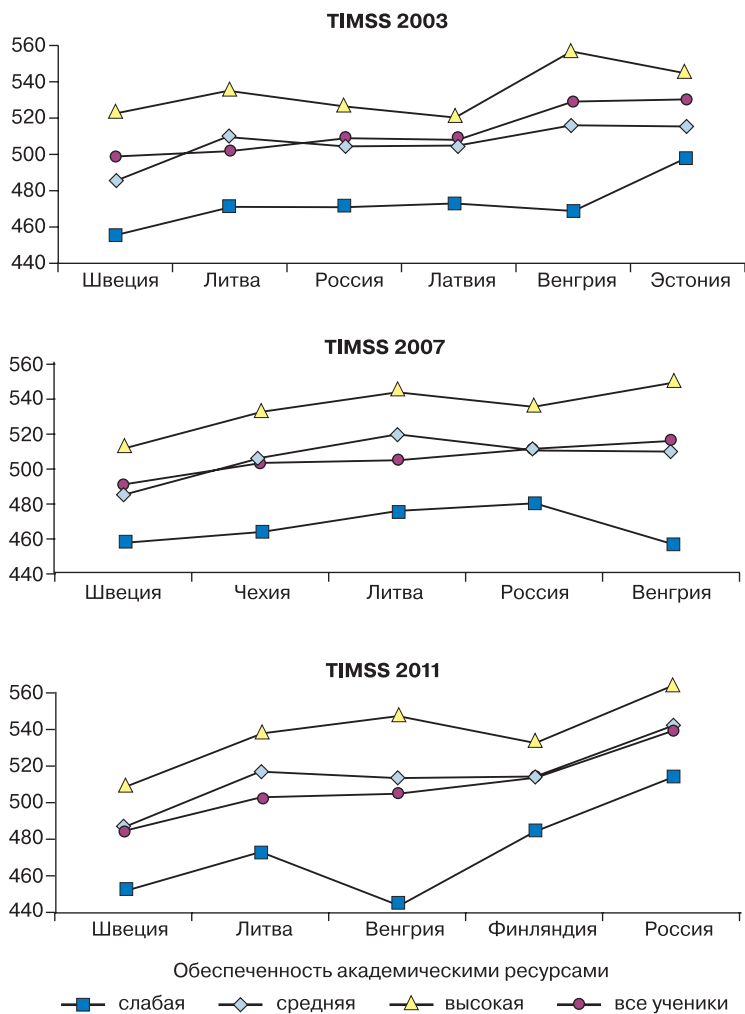 TIMSS 2003
560
540
520
500
480
460
440
Швеция Литва Россия Латвия Венгрия Эстония
TIMSS 2007
560
540
520
500
480
460
440
Швеция Чехия Литва Россия Венгрия
TIMSS 2011
560
540
520
500
480
460
440
Швеция Литва Венгрия Финляндия Россия
Обеспеченность академическими ресурсами
слабая средняя высокая все ученики